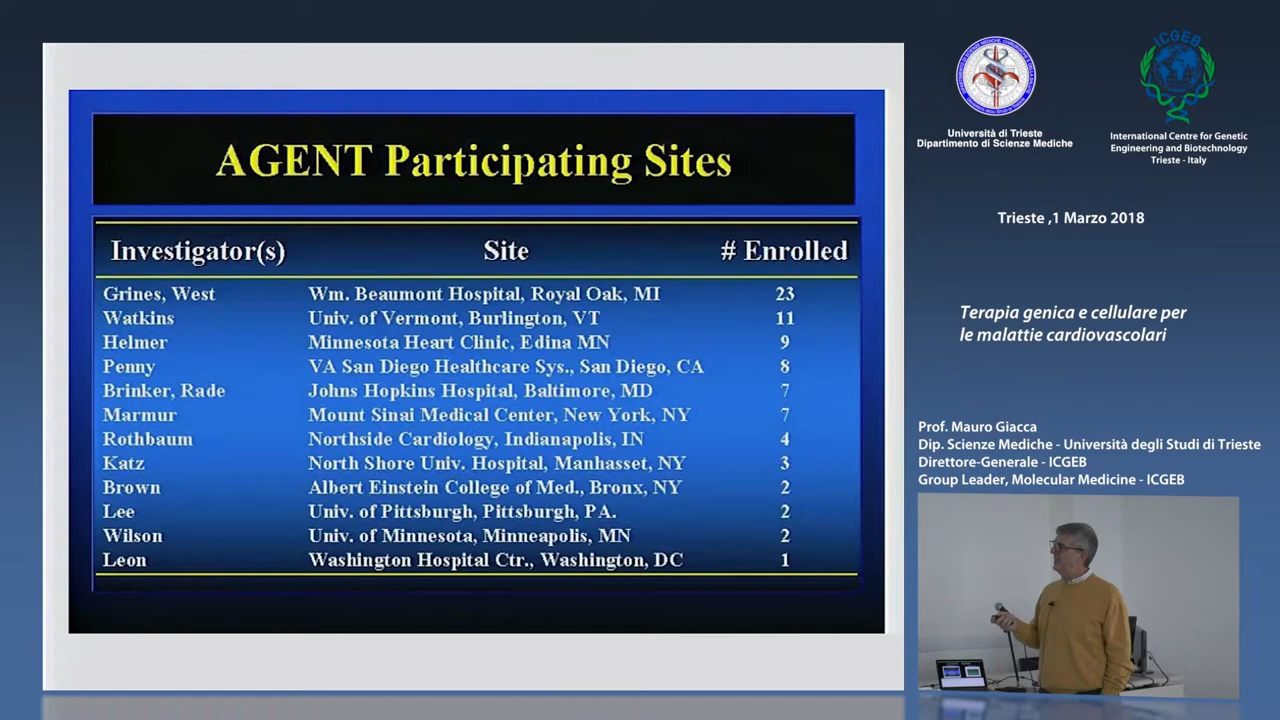 AGENT Participating Sites
Investigator(s) Site # Enrolled
Grines, West Wm. Beaumont Hospital, Royal Oak, MI 23
Watkins Univ. of Vermont, Burlington, VT 11
Helmer Minnesota Heart Clinic, Edina MN 9
Penny VA San Diego Healthcare Sys., San Diego, CA 8
Brinker, Rade Johns Hopkins Hospital, Baltimore, MD 7
Marmur Mount Sinai Medical Center, New York, NY 7
Rothbaum Northside Cardiology, Indianapolis, IN 4
Katz North Shore Univ. Hospital, Manhasset, NY 3
Brown Albert Einstein College of Med., Bronx, NY 2
Lee Univ. of Pittsburgh, Pittsburgh, PA. 2
Wilson Univ. of Minnesota, Minneapolis, MN 2
Leon Washington Hospital Ctr., Washington, DC 1
Università di Trieste
Dipartimento di Scienze Mediche
ICGEB
International Centre for Genetic
Engineering and Biotechnology
Trieste - Italy
Trieste ,1 Marzo 2018
Terapia genica e cellulare per
le malattie cardiovascolari
Prof. Mauro Giacca
Dip. Scienze Mediche - Università degli Studi di Trieste
Direttore-Generale - ICGEB
Group Leader, Molecular Medicine - ICGEB